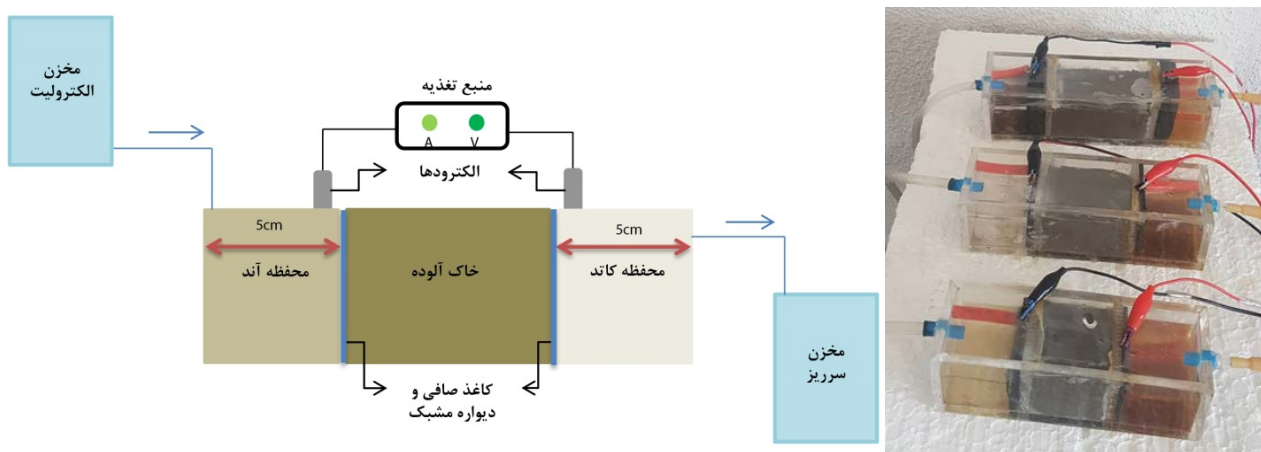 مخزن
الکترولیت
منبع تغذیه
A
V
الکترودها
5cm
5cm
محفظه آند
خاک آلوده
محفظه کاتد
کاغذ صافی و
دیواره مشبک
مخزن
سرریز